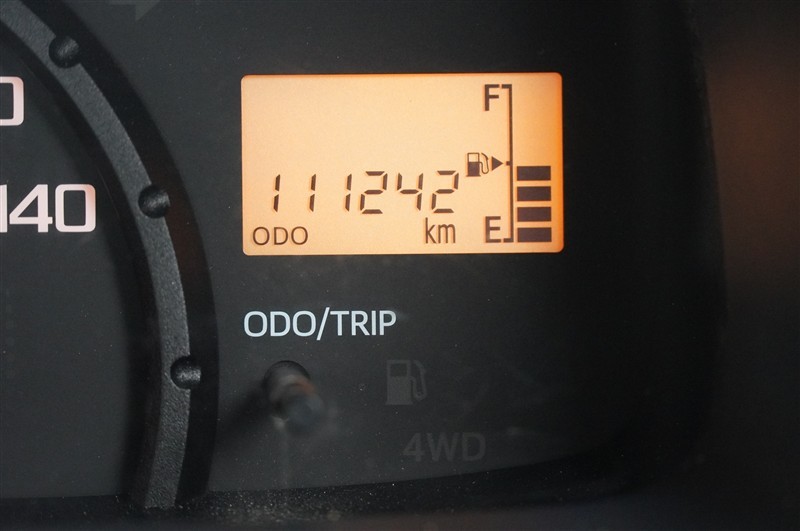 F
111242
ODO km E
140
ODO/TRIP
4WD